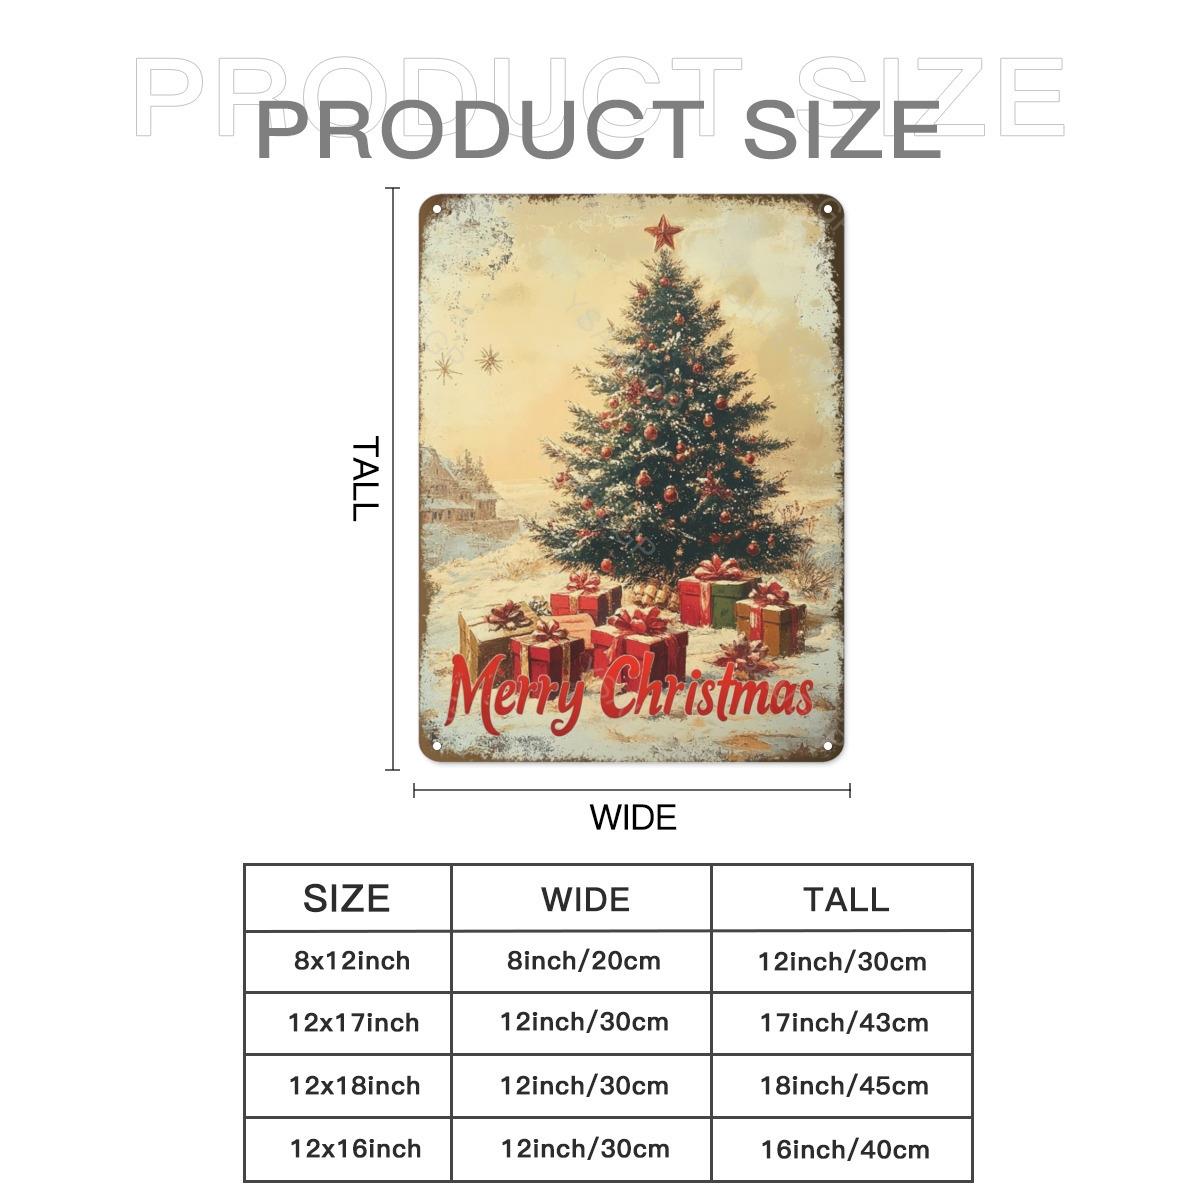 PRODUCT SIZE
PRODUCT SIZE
TALL
Merry Christmas
WIDE
SIZE WIDE TALL
8x12inch 8inch/20cm 12inch/30cm
12x17inch 12inch/30cm 17inch/43cm
12x18inch 12inch/30cm 18inch/45cm
12x16inch 12inch/30cm 16inch/40cm